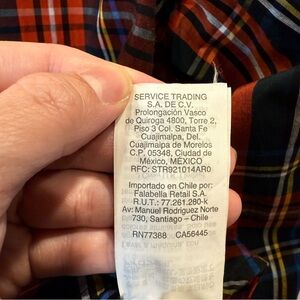 SERVICE TRADING
S.A. DE C.V.
Prolongación Vasco
de Quiroga 4800, Torre 2,
Piso 3 Col. Santa Fe
Cuajimalpa, Del.
Cuajimalpa de Morelos
C.P. 05348, Ciudad de
México, MÉXICO
RFC: STR921014AR0
Importado en Chile por:
Falabella Retail S.A.
R.U.T.: 77.261.280-k
Av: Manuel Rodriguez Norte
730, Santiago – Chile
RN77388 CA56445